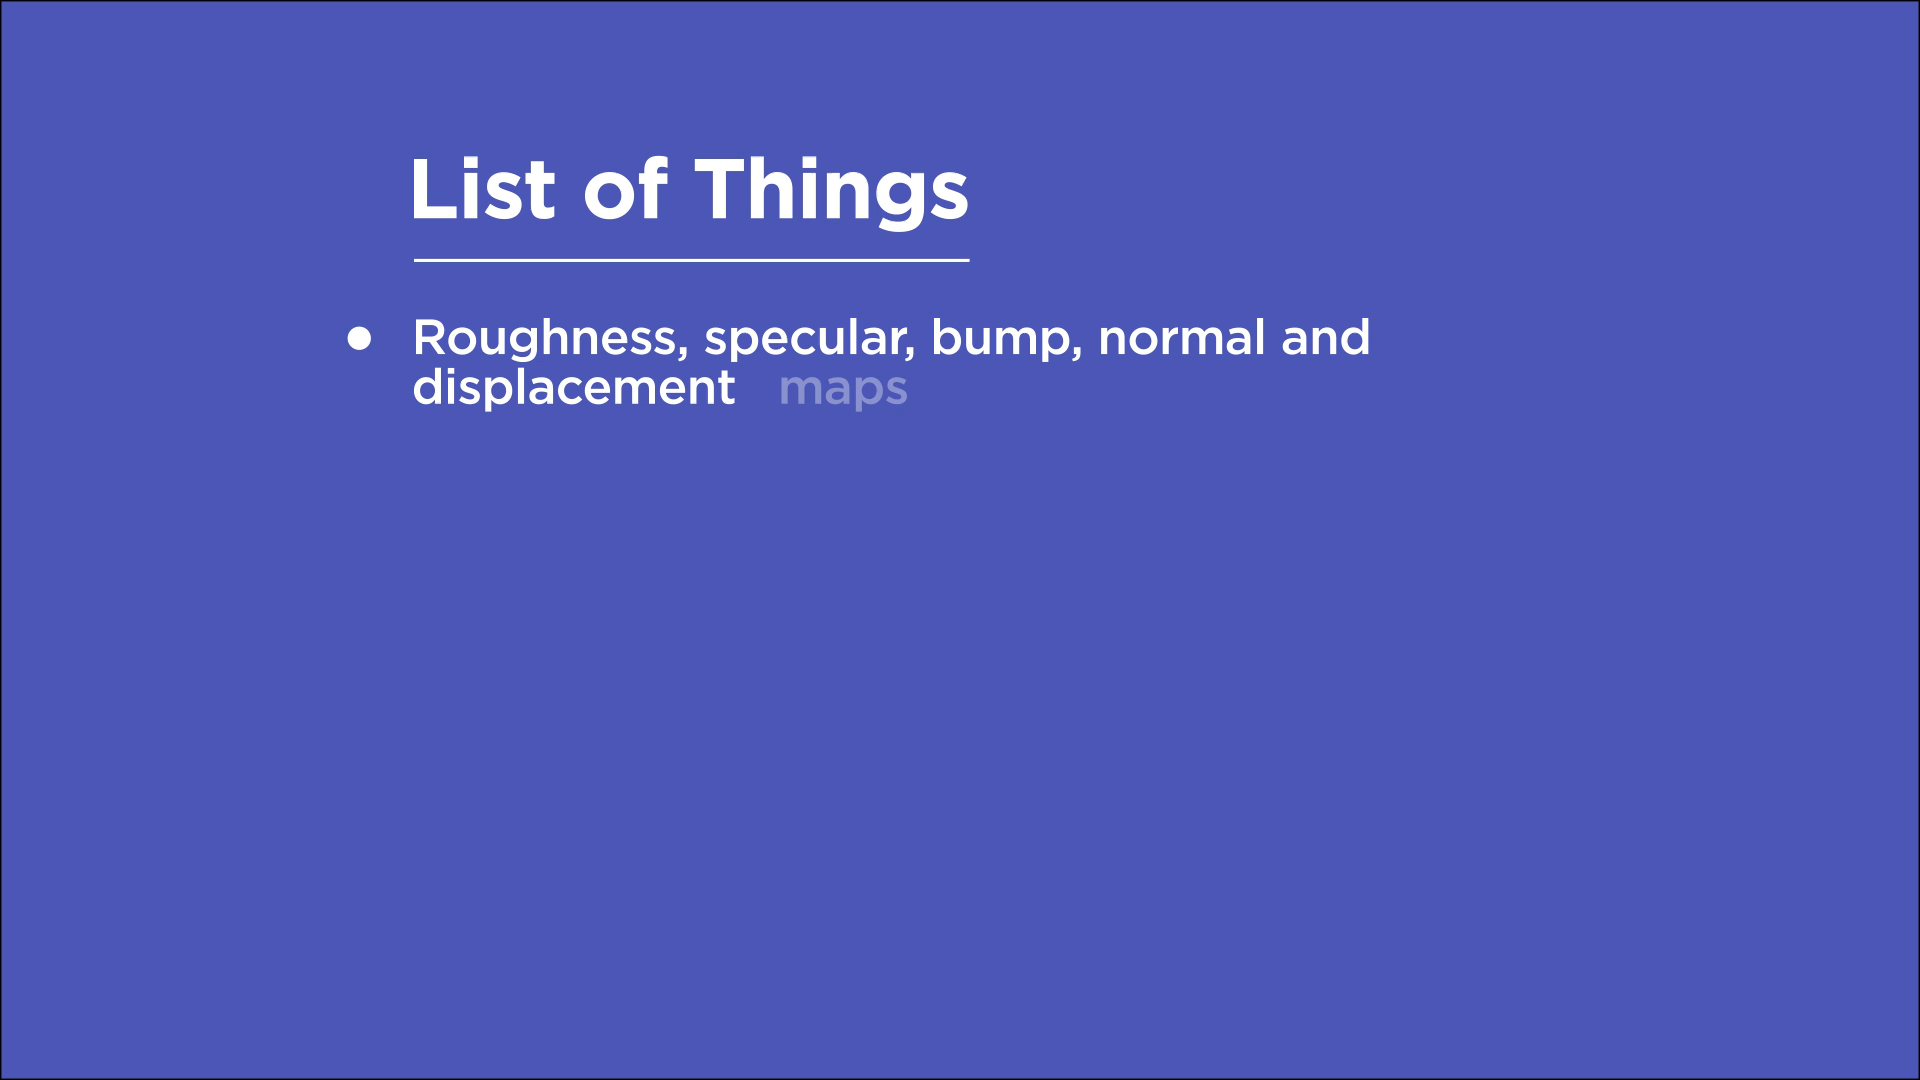 List of Things
● Roughness, specular, bump, normal and
displacement maps